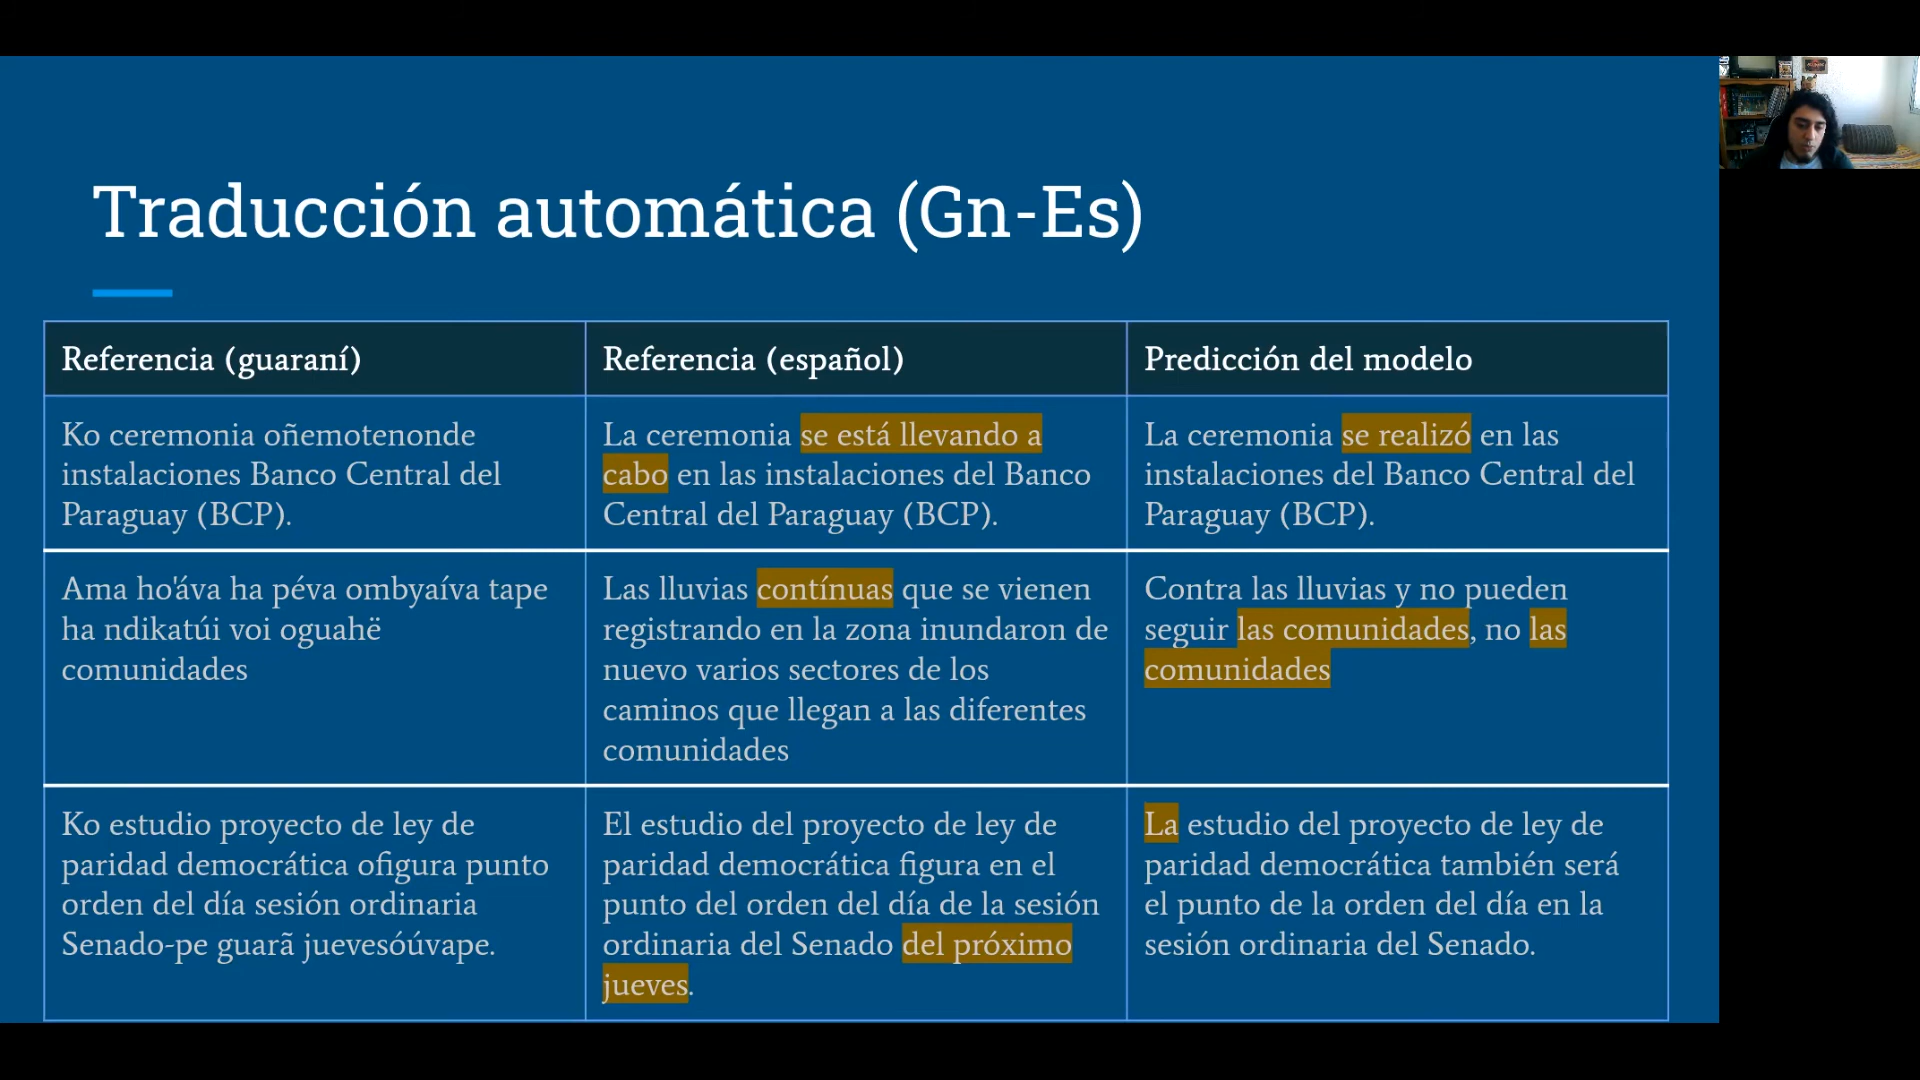 Traducción automática (Gn-Es)
Referencia (guaraní)
Referencia (español)
Predicción del modelo
Ko ceremonia oñemotenonde
instalaciones Banco Central del
Paraguay (BCP).
La ceremonia se está llevando a
cabo en las instalaciones del Banco
Central del Paraguay (BCP).
La ceremonia se realizó en las
instalaciones del Banco Central del
Paraguay (BCP).
Ama ho'áva ha péva ombyaíva tape
ha ndikatúi voi oguahë
comunidades
Las lluvias contínuas que se vienen
registrando en la zona inundaron de
nuevo varios sectores de los
caminos que llegan a las diferentes
comunidades
Contra las lluvias y no pueden
seguir las comunidades, no las
comunidades
Ko estudio proyecto de ley de
paridad democrática ofigura punto
orden del día sesión ordinaria
Senado-pe guarã juevesóúvape.
El estudio del proyecto de ley de
paridad democrática figura en el
punto del orden del día de la sesión
ordinaria del Senado del próximo
jueves.
La estudio del proyecto de ley de
paridad democrática también será
el punto de la orden del día en la
sesión ordinaria del Senado.